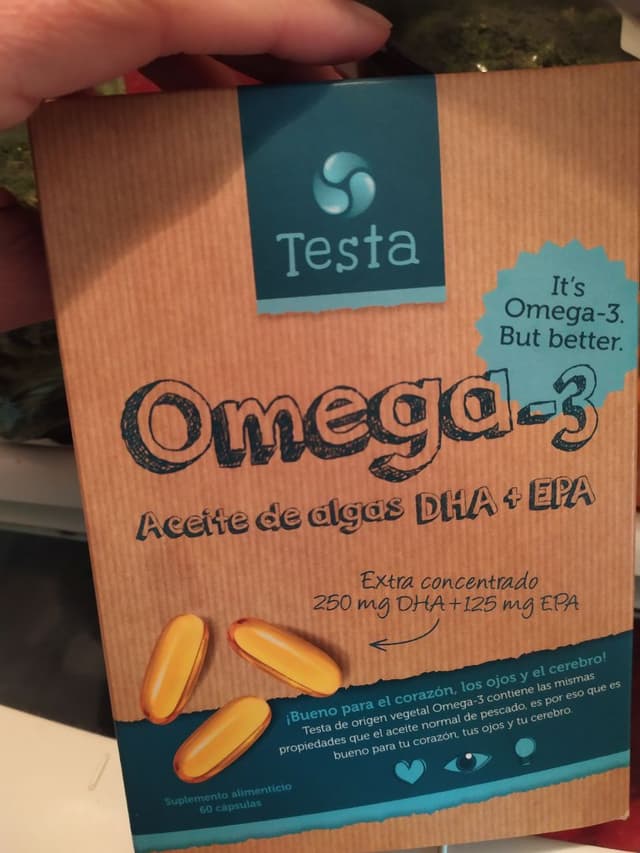 Testa
It's
Omega-3.
But better.
Omega-3
Aceite de algas DHA + EPA
Extra concentrado
250 mg DHA+125 mg EPA
¡Bueno para el corazón, los ojos y el cerebro!
Testa de origen vegetal Omega-3 contiene las mismas
propiedades que el aceite normal de pescado, es por eso que es
bueno para tu corazón, tus ojos y tu cerebro.
Suplemento alimenticio
60 cápsulas